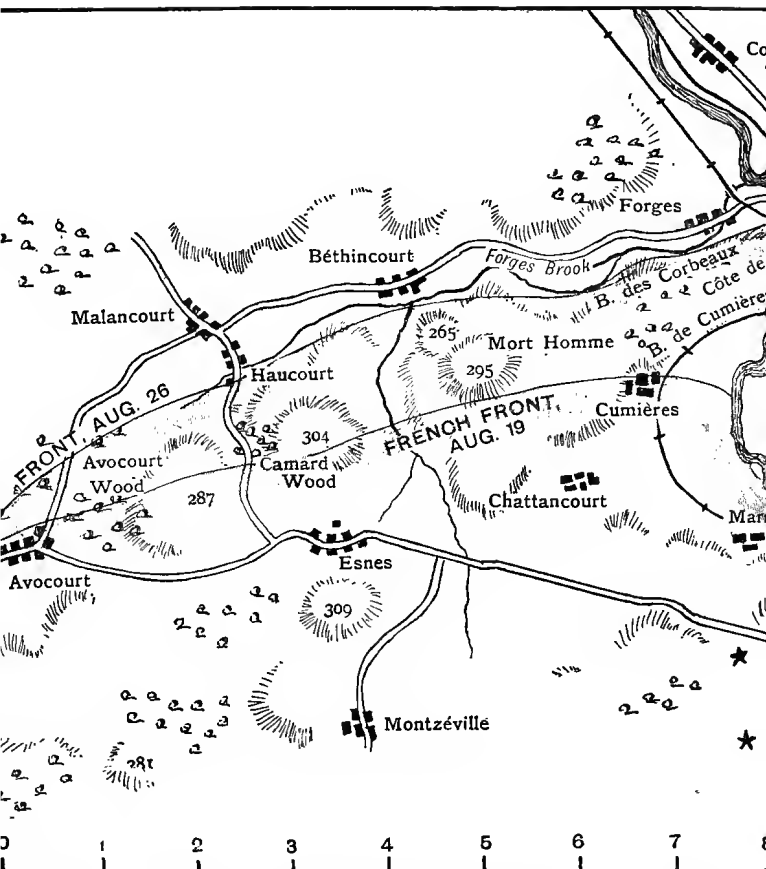 Forges
Béthincourt
Forges Brook
B. des Corbeaux
Côte de
Malancourt
265
Mort Homme
B. de Cumières
295
Haucourt
FRONT, AUG. 26
Cumières
304
FRENCH FRONT,
AUG. 19
Avocourt
Wood
Camard
Wood
287
Chattancourt
Esnes
Avocourt
309
Montzéville
281
0 1 2 3 4 5 6 7